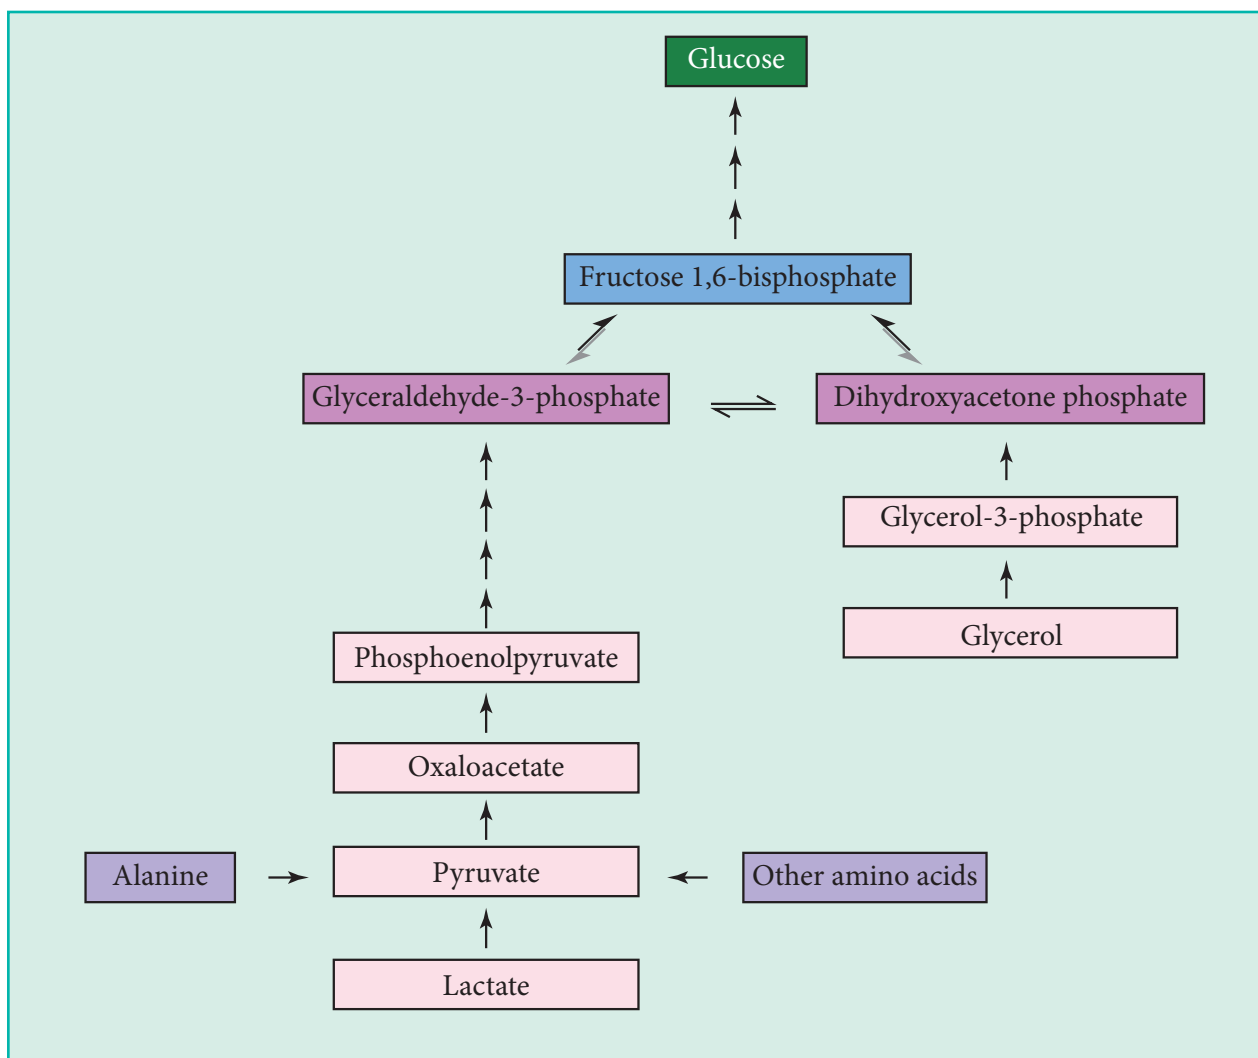 Glucose
Fructose 1,6-bisphosphate
Glyceraldehyde-3-phosphate
Dihydroxyacetone phosphate
Glycerol-3-phosphate
Glycerol
Phosphoenolpyruvate
Oxaloacetate
Alanine
Pyruvate
Other amino acids
Lactate